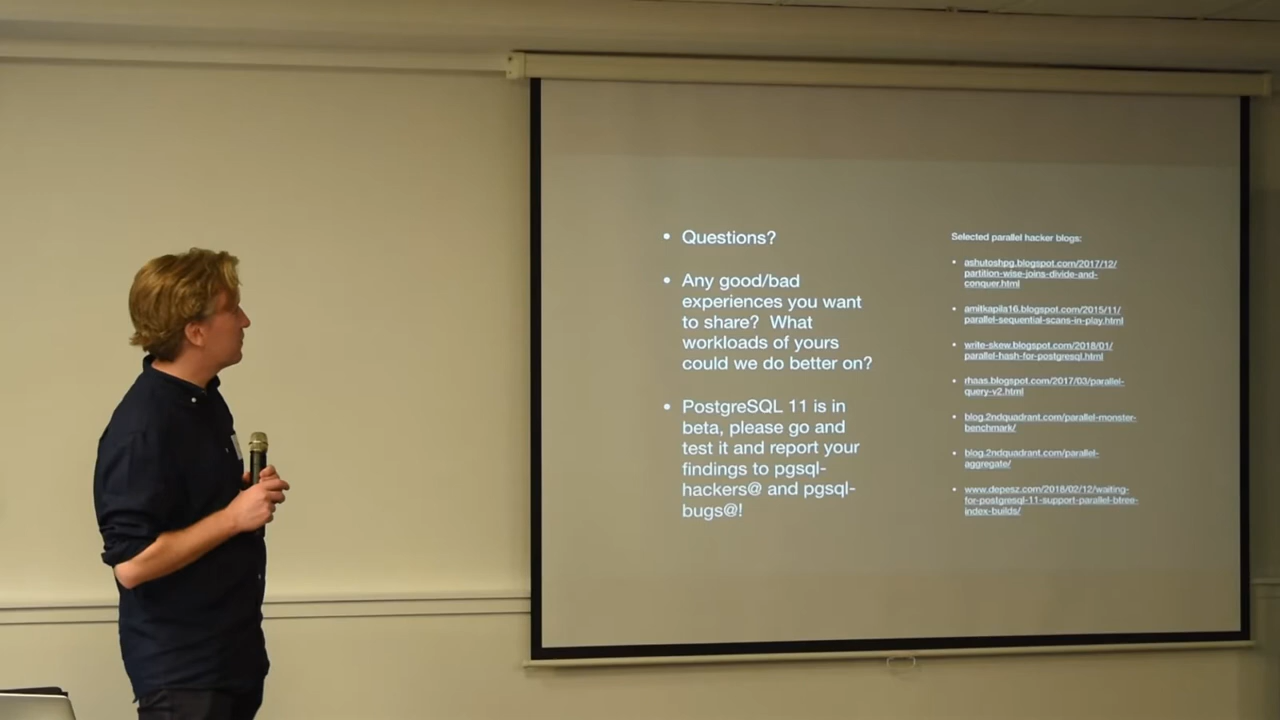 • Questions?
• Any good/bad
experiences you want
to share? What
workloads of yours
could we do better on?
• PostgreSQL 11 is in
beta, please go and
test it and report your
findings to pgsql-
hackers@ and pgsql-
bugs@!
Selected parallel hacker blogs:
• ashutoshpg.blogspot.com/2017/12/
partition-wise-joins-divide-and-
conquer.html
• amitkapila16.blogspot.com/2015/11/
parallel-sequential-scans-in-play.html
• write-skew.blogspot.com/2018/01/
parallel-hash-for-postgresql.html
• rhaas.blogspot.com/2017/03/parallel-
query-v2.html
• blog.2ndquadrant.com/parallel-monster-
benchmark/
• blog.2ndquadrant.com/parallel-
aggregate/
• www.depesz.com/2018/02/12/waiting-
for-postgresql-11-support-parallel-btree-
index-builds/